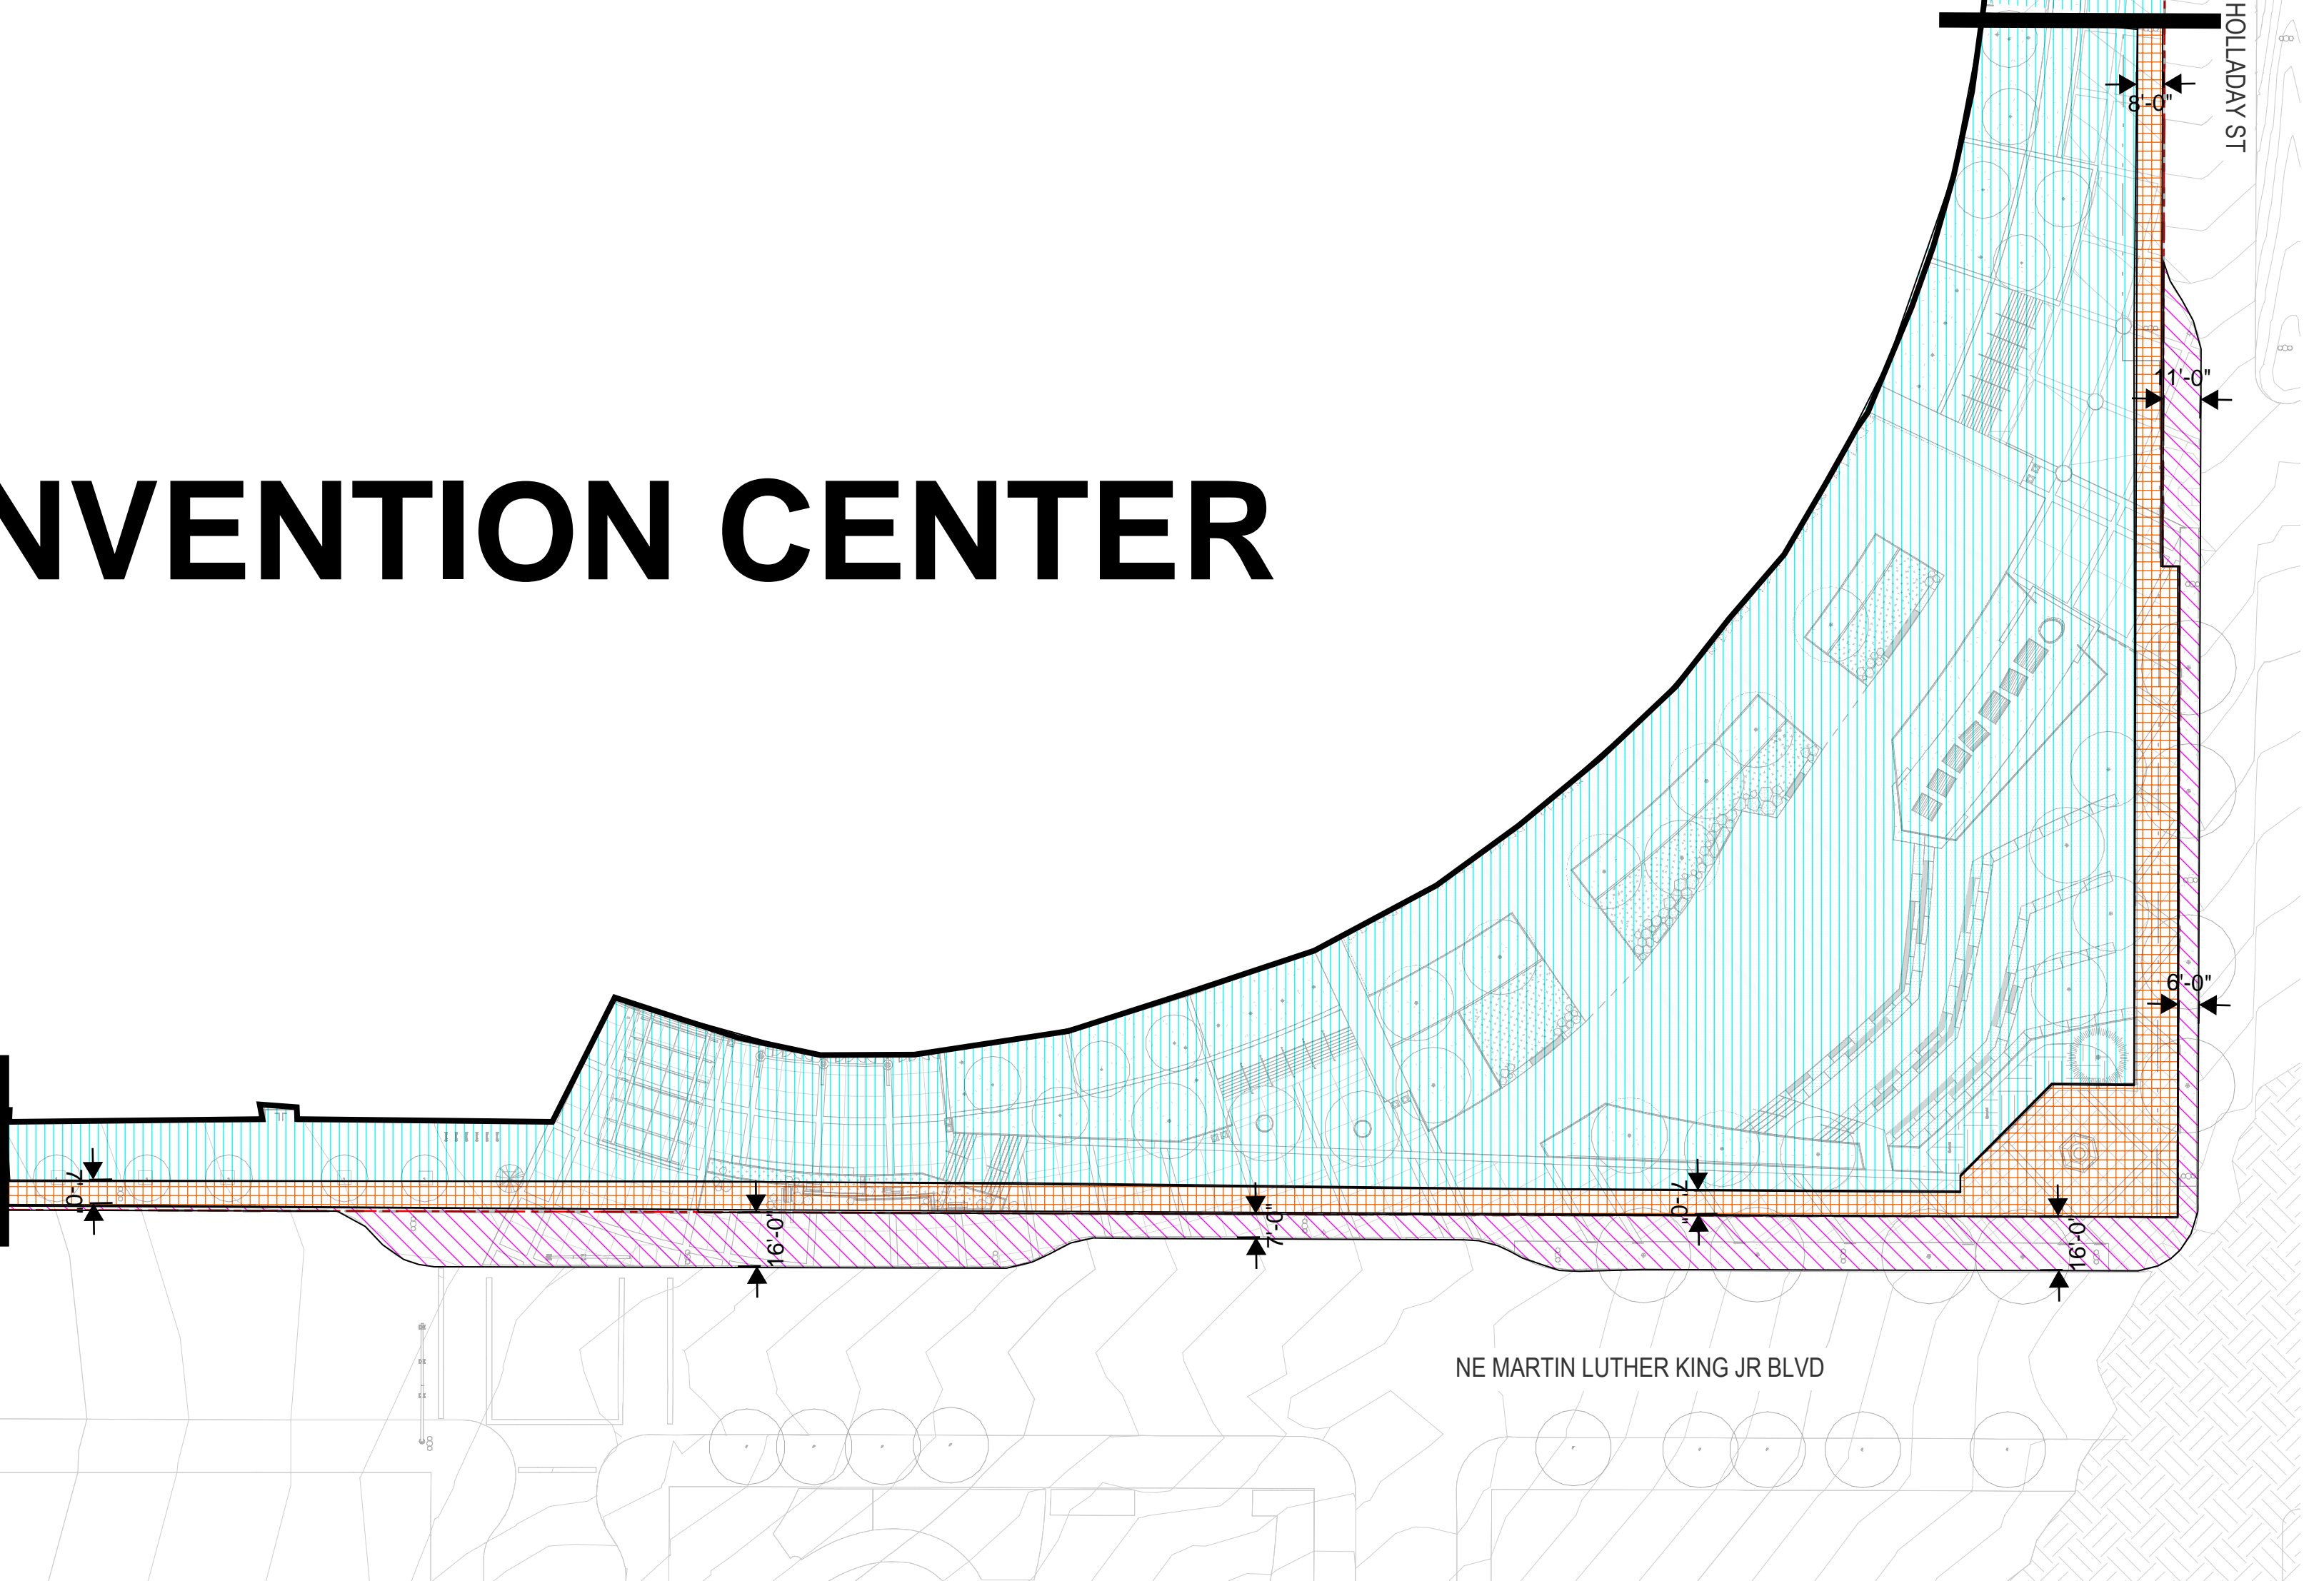 HOLLADAY ST
8'-0"
11'-0"
NVENTION CENTER
6'-0"
7'-0"
16'-0"
7'-0"
7'-0"
16'-0"
NE MARTIN LUTHER KING JR BLVD